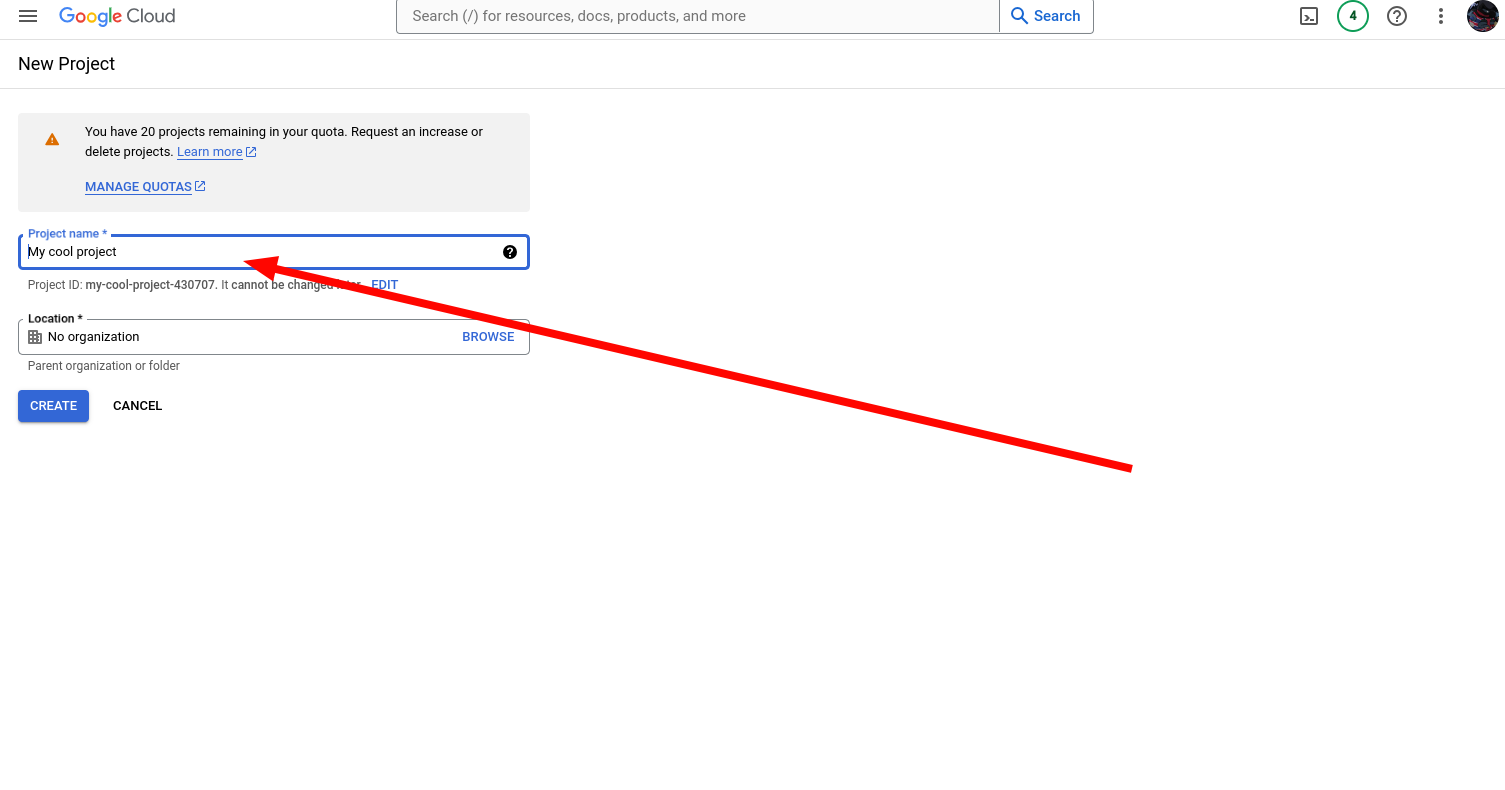 Google Cloud
Search (/) for resources, docs, products, and more
Search
4
New Project
You have 20 projects remaining in your quota. Request an increase or
delete projects. Learn more
MANAGE QUOTAS
Project name *
My cool project
Project ID: my-cool-project-430707. It cannot be changed later. EDIT
Location *
No organization
BROWSE
Parent organization or folder
CREATE
CANCEL